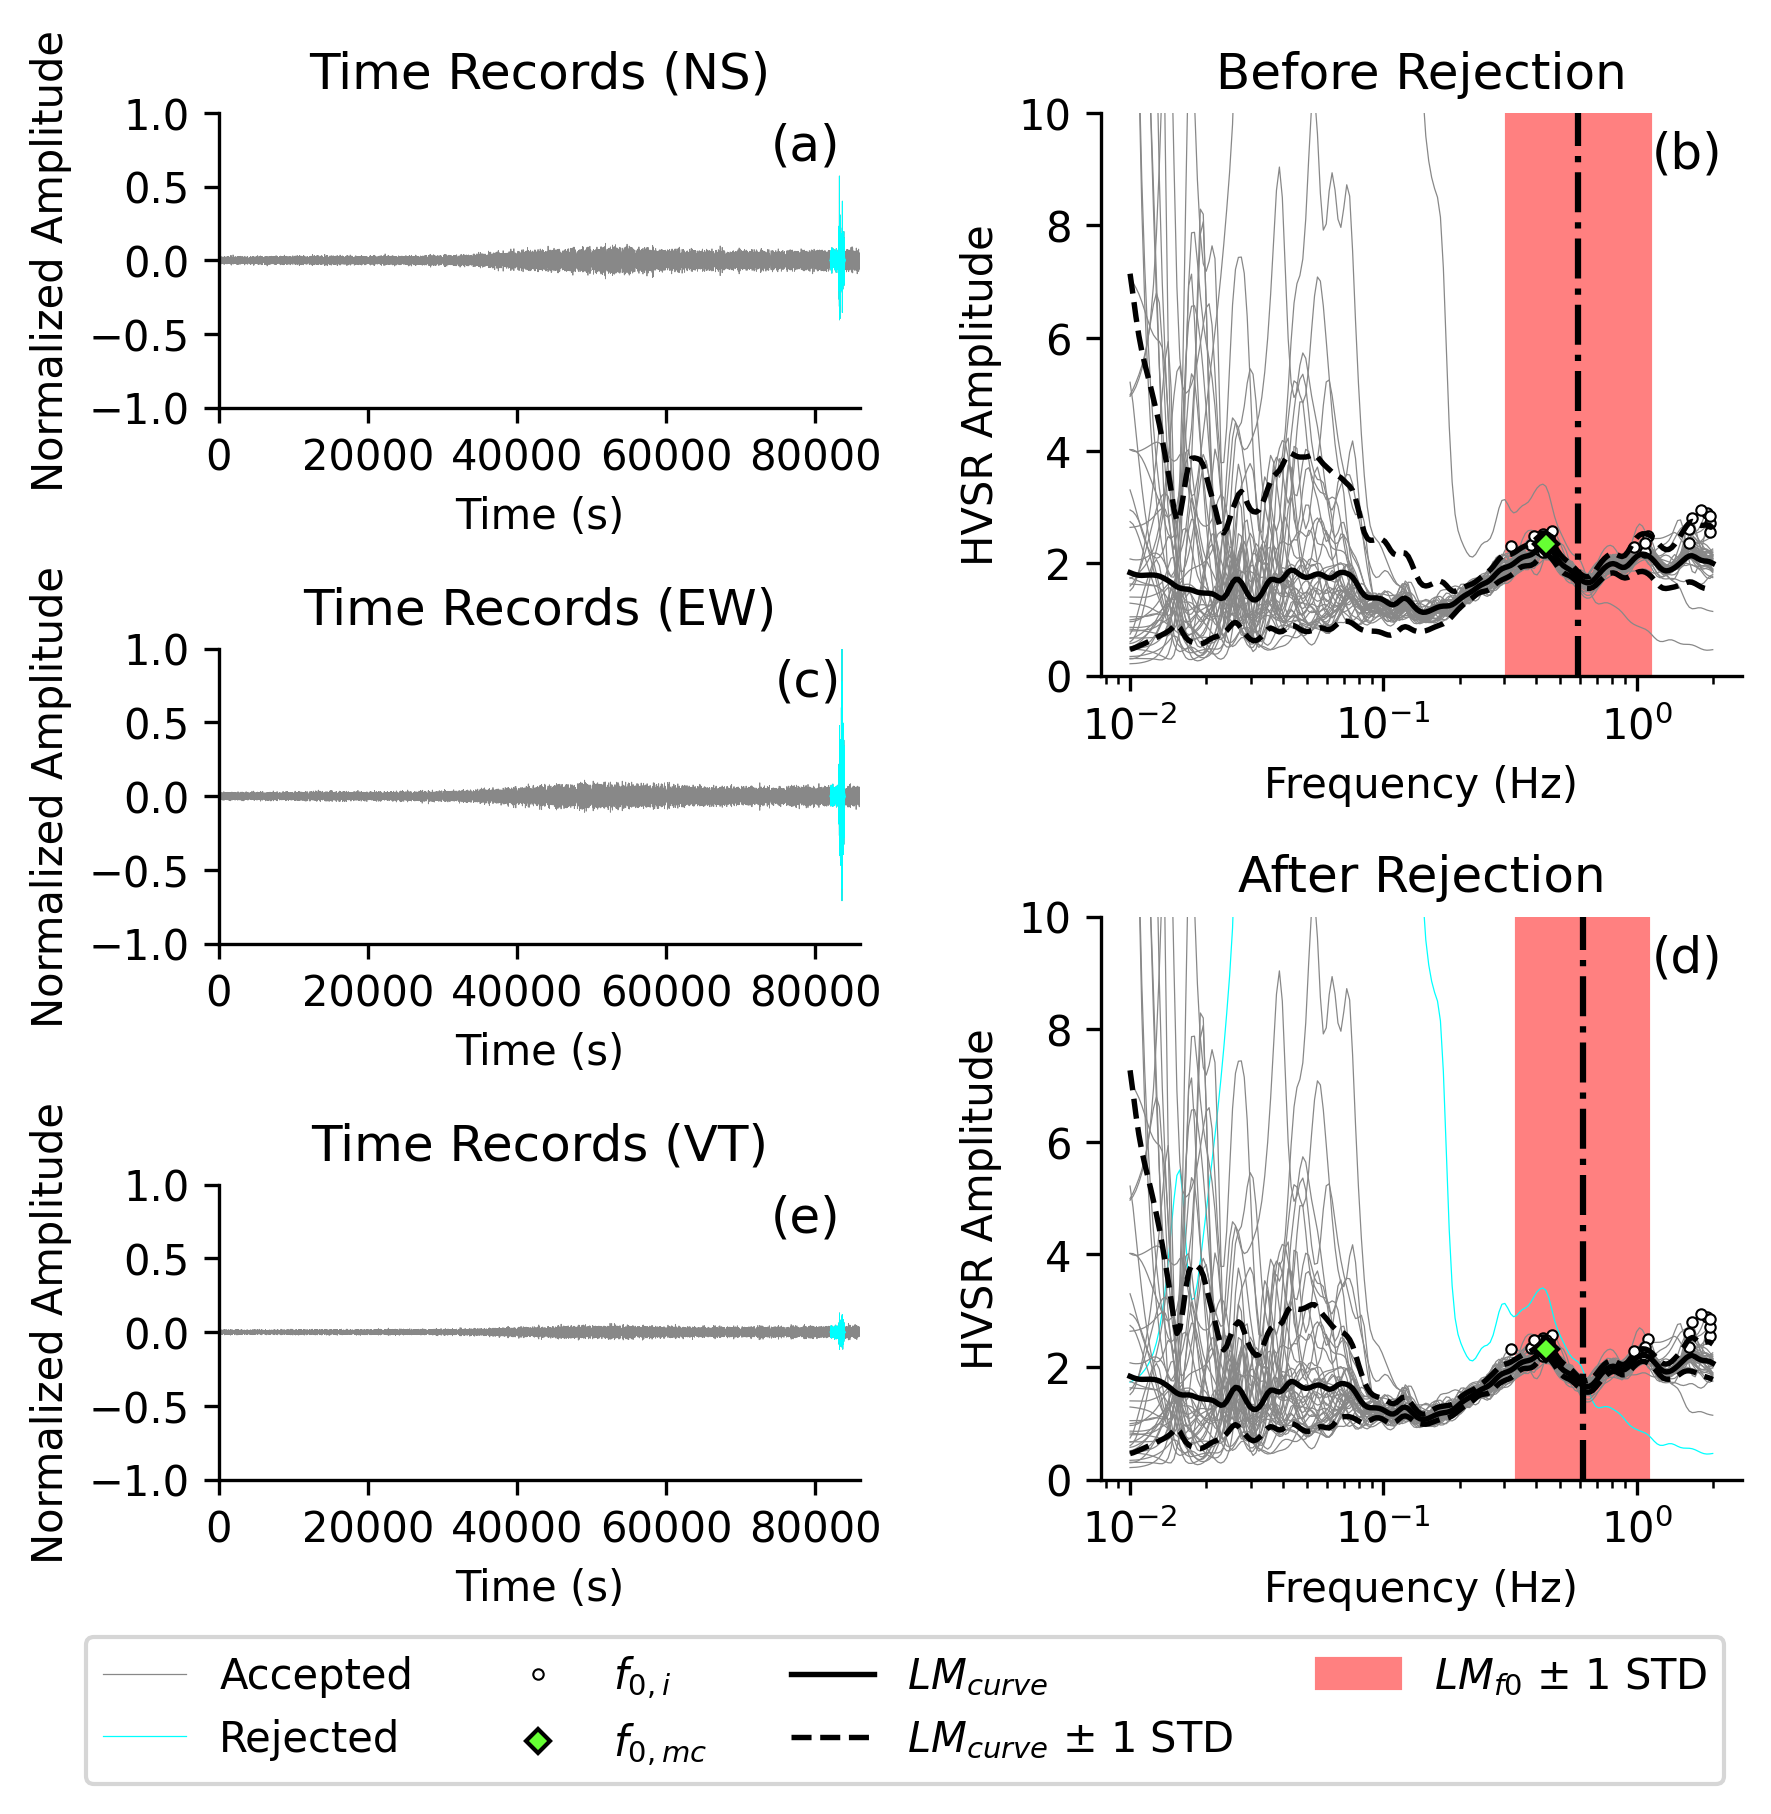 Time Records (NS)
Normalized Amplitude
1.0
0.5
0.0
−0.5
−1.0
(a)
0 20000 40000 60000 80000
Time (s)
Before Rejection
HVSR Amplitude
10
8
6
4
2
0
(b)
10⁻² 10⁻¹ 10⁰
Frequency (Hz)
Time Records (EW)
Normalized Amplitude
1.0
0.5
0.0
−0.5
−1.0
(c)
0 20000 40000 60000 80000
Time (s)
After Rejection
HVSR Amplitude
10
8
6
4
2
0
(d)
10⁻² 10⁻¹ 10⁰
Frequency (Hz)
Time Records (VT)
Normalized Amplitude
1.0
0.5
0.0
−0.5
−1.0
(e)
0 20000 40000 60000 80000
Time (s)
Accepted
Rejected
f0,i
f0,mc
LMcurve
LMcurve ± 1 STD
LMf0 ± 1 STD